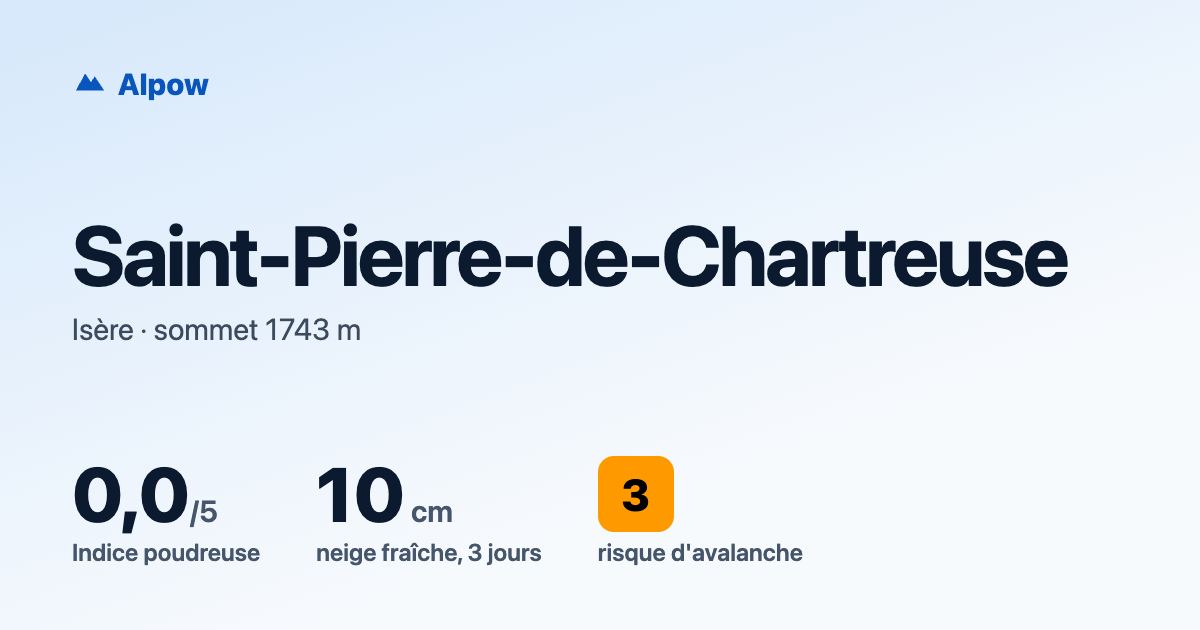 Alpow
Saint-Pierre-de-Chartreuse
Isère · sommet 1743 m
0,0/5
10 cm
3
Indice poudreuse
neige fraîche, 3 jours
risque d'avalanche